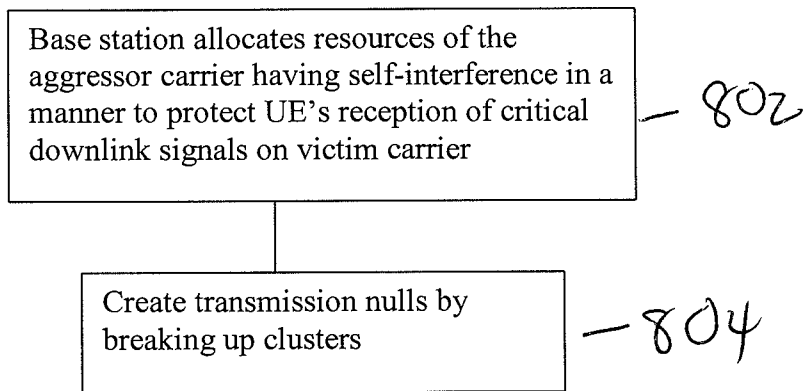 Base station allocates resources of the
aggressor carrier having self-interference in a
manner to protect UE's reception of critical
downlink signals on victim carrier
802
Create transmission nulls by
breaking up clusters
804